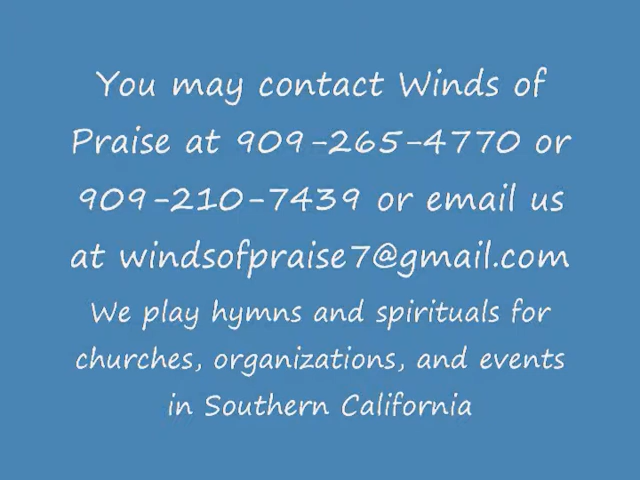 You may contact Winds of
Praise at 909-265-4770 or
909-210-7439 or email us
at windsofpraise7@gmail.com
We play hymns and spirituals for
churches, organizations, and events
in Southern California